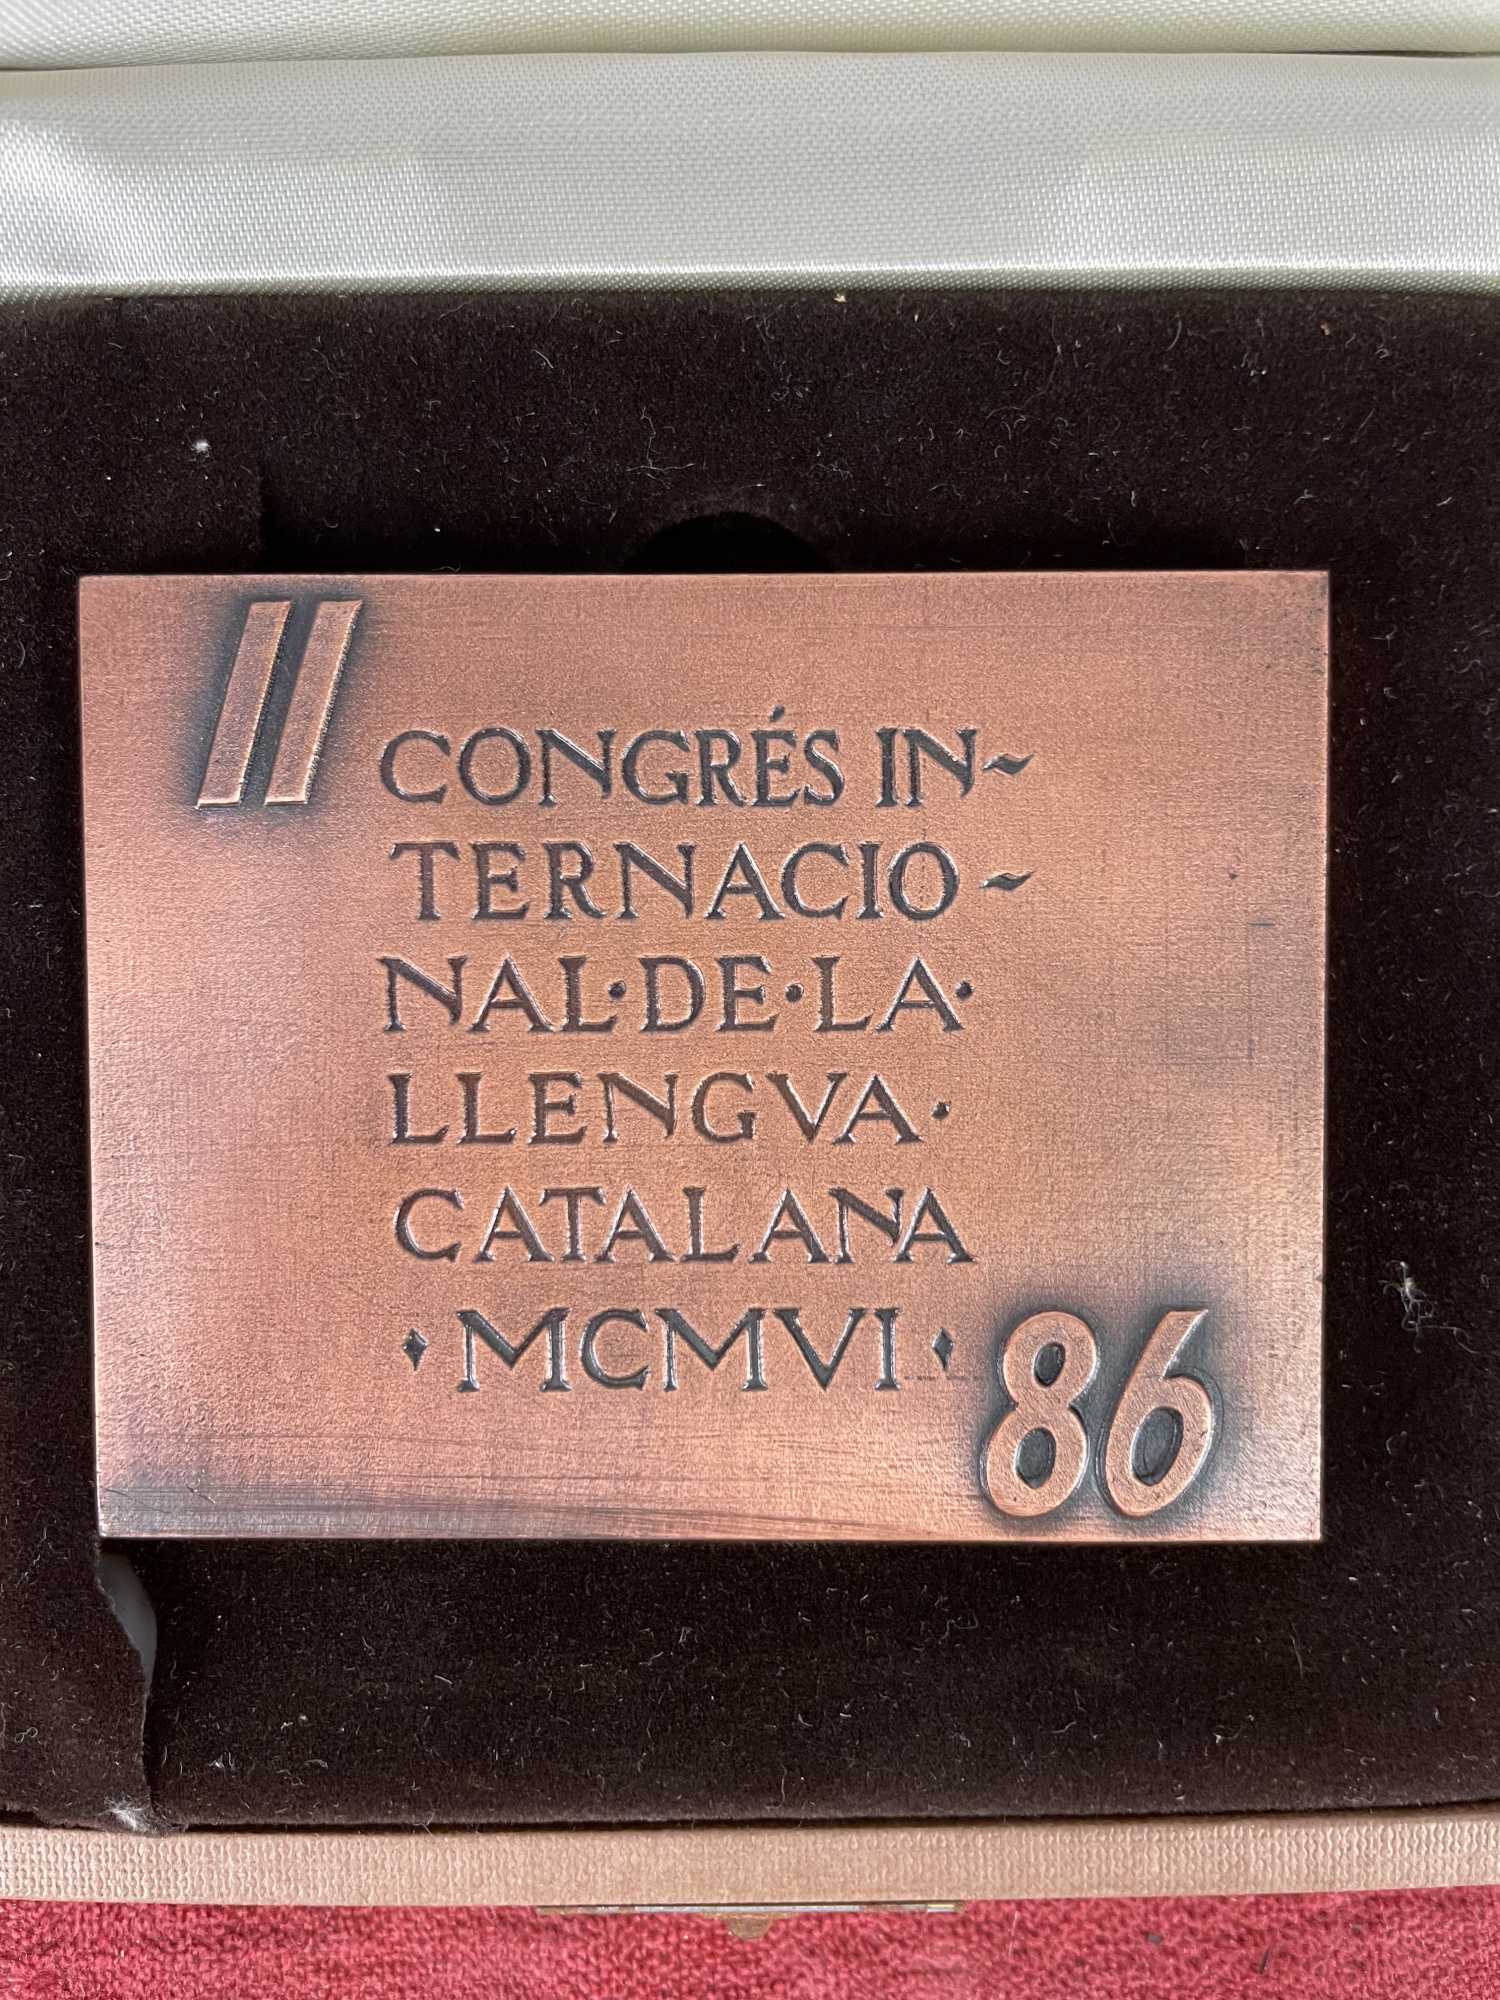 II
CONGRÉS IN~
TERNACIO~
NAL·DE·LA·
LLENGVA·
CATALANA
·MCMVI·
86